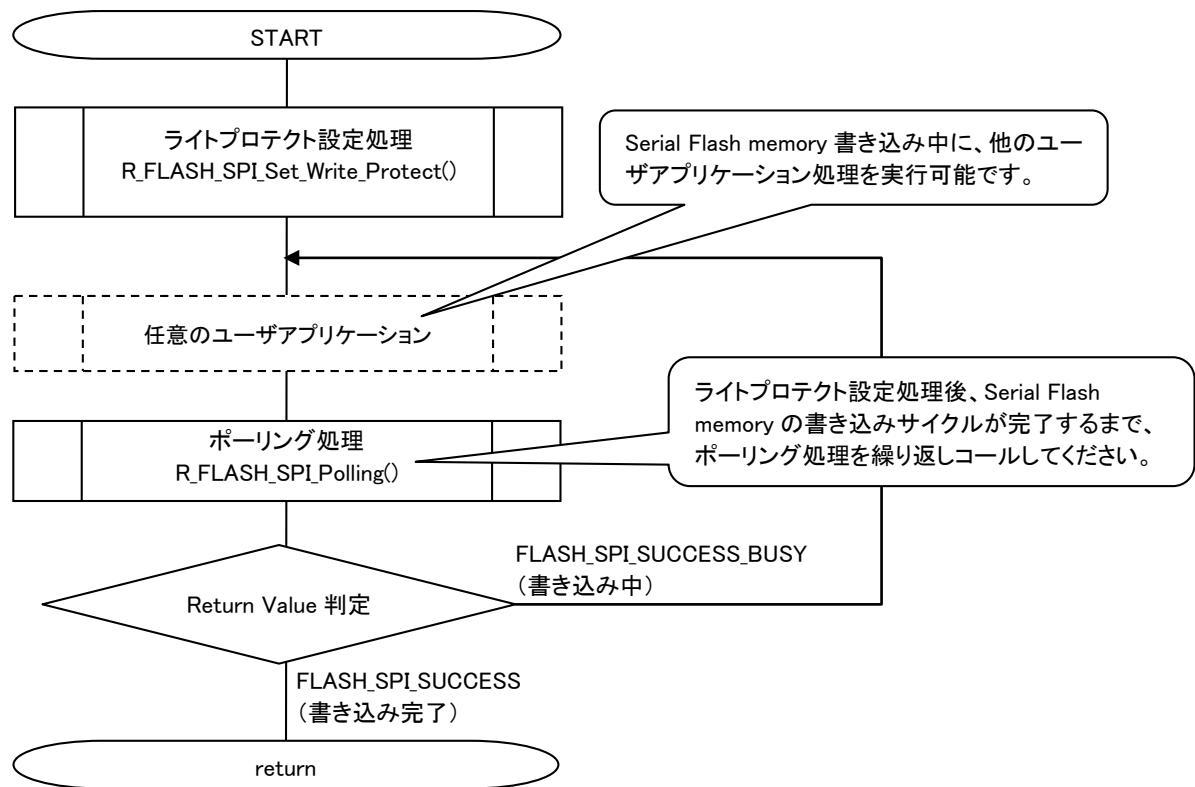 START
ライトプロテクト設定処理
R_FLASH_SPI_Set_Write_Protect()
Serial Flash memory 書き込み中に、他のユー
ザアプリケーション処理を実行可能です。
任意のユーザアプリケーション
ライトプロテクト設定処理後、Serial Flash
memory の書き込みサイクルが完了するまで、
ポーリング処理を繰り返しコールしてください。
ポーリング処理
R_FLASH_SPI_Polling()
FLASH_SPI_SUCCESS_BUSY
（書き込み中）
Return Value 判定
FLASH_SPI_SUCCESS
（書き込み完了）
return